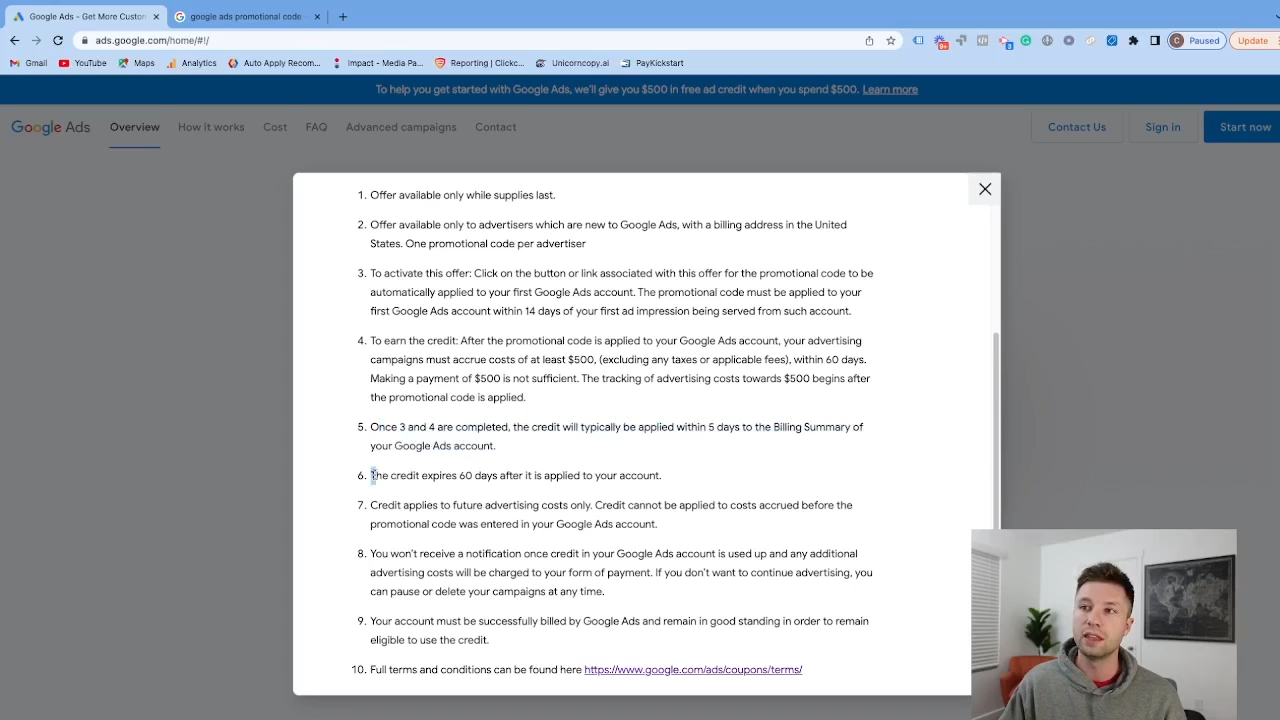 Google Ads - Get More Custor
google ads promotional code
ads.google.com/home/#!/
9+
C Paused
Update
Gmail
YouTube
Maps
Analytics
Auto Apply Recom...
Impact - Media Pa...
Reporting | Clickc...
Unicorncopy.ai
PayKickstart
To help you get started with Google Ads, we'll give you $500 in free ad credit when you spend $500. Learn more
Google Ads
Overview
How it works
Cost
FAQ
Advanced campaigns
Contact
Contact Us
Sign in
Start now
1. Offer available only while supplies last.
2. Offer available only to advertisers which are new to Google Ads, with a billing address in the United
States. One promotional code per advertiser
3. To activate this offer: Click on the button or link associated with this offer for the promotional code to be
automatically applied to your first Google Ads account. The promotional code must be applied to your
first Google Ads account within 14 days of your first ad impression being served from such account.
4. To earn the credit: After the promotional code is applied to your Google Ads account, your advertising
campaigns must accrue costs of at least $500, (excluding any taxes or applicable fees), within 60 days.
Making a payment of $500 is not sufficient. The tracking of advertising costs towards $500 begins after
the promotional code is applied.
5. Once 3 and 4 are completed, the credit will typically be applied within 5 days to the Billing Summary of
your Google Ads account.
6. The credit expires 60 days after it is applied to your account.
7. Credit applies to future advertising costs only. Credit cannot be applied to costs accrued before the
promotional code was entered in your Google Ads account.
8. You won't receive a notification once credit in your Google Ads account is used up and any additional
advertising costs will be charged to your form of payment. If you don't want to continue advertising, you
can pause or delete your campaigns at any time.
9. Your account must be successfully billed by Google Ads and remain in good standing in order to remain
eligible to use the credit.
10. Full terms and conditions can be found here https://www.google.com/ads/coupons/terms/